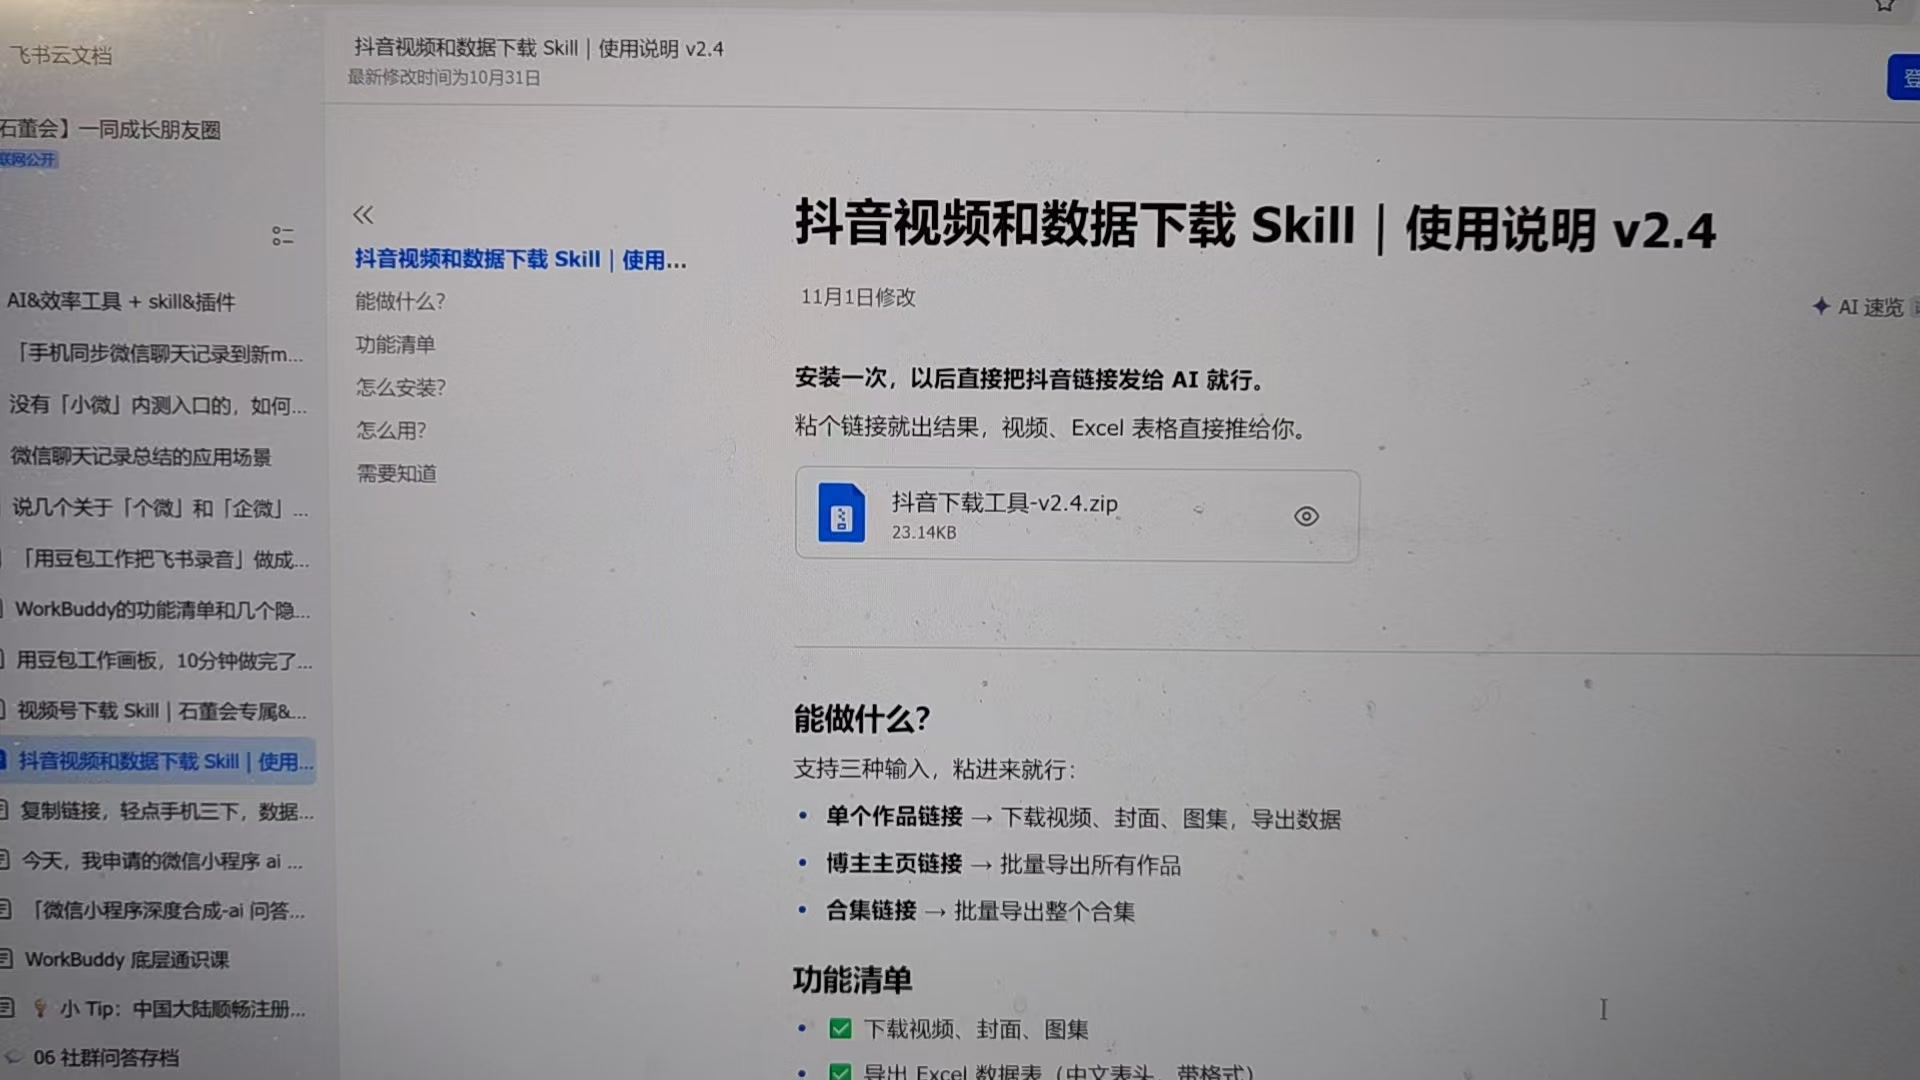 飞书云文档
石董会】一同成长朋友圈
联网公开
AI&效率工具 + skill&插件
「手机同步微信聊天记录到新m...
没有「小微」内测入口的，如何...
微信聊天记录总结的应用场景
说几个关于「个微」和「企微」...
「用豆包工作把飞书录音」做成...
WorkBuddy的功能清单和几个隐...
用豆包工作画板，10分钟做完了...
视频号下载 Skill | 石董会专属&...
抖音视频和数据下载 Skill | 使用...
复制链接，轻点手机三下，数据...
今天，我申请的微信小程序 ai ...
「微信小程序深度合成-ai 问答...
WorkBuddy 底层通识课
小 Tip：中国大陆顺畅注册...
06 社群问答存档
抖音视频和数据下载 Skill | 使用说明 v2.4
最新修改时间为10月31日
登
抖音视频和数据下载 Skill | 使用...
能做什么？
功能清单
怎么安装？
怎么用？
需要知道
抖音视频和数据下载 Skill | 使用说明 v2.4
11月1日修改
AI 速览
安装一次，以后直接把抖音链接发给 AI 就行。
粘个链接就出结果，视频、Excel 表格直接推给你。
抖音下载工具-v2.4.zip
23.14KB
能做什么？
支持三种输入，粘进来就行：
• 单个作品链接 → 下载视频、封面、图集，导出数据
• 博主主页链接 → 批量导出所有作品
• 合集链接 → 批量导出整个合集
功能清单
• ✅ 下载视频、封面、图集
• ✅ 导出 Excel 数据表（中文表头、带格式）